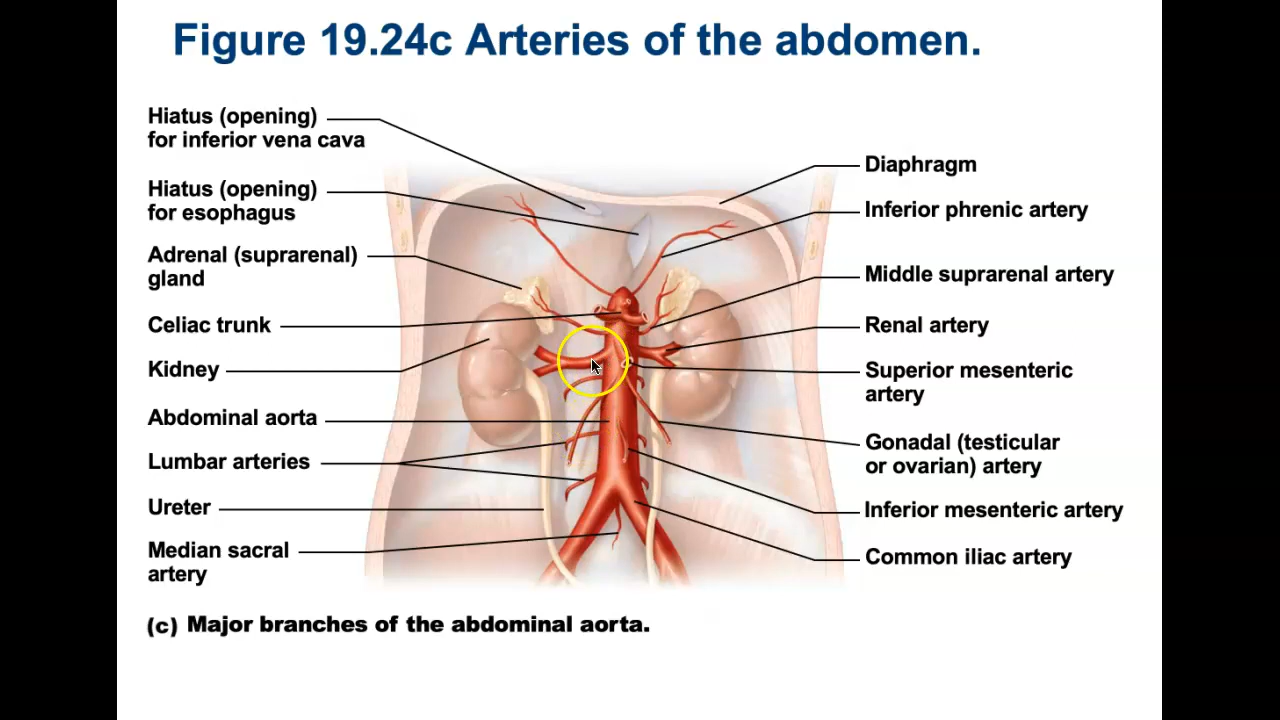 Figure 19.24c Arteries of the abdomen.
Hiatus (opening)
for inferior vena cava
Hiatus (opening)
for esophagus
Adrenal (suprarenal)
gland
Celiac trunk
Kidney
Abdominal aorta
Lumbar arteries
Ureter
Median sacral
artery
Diaphragm
Inferior phrenic artery
Middle suprarenal artery
Renal artery
Superior mesenteric
artery
Gonadal (testicular
or ovarian) artery
Inferior mesenteric artery
Common iliac artery
(c) Major branches of the abdominal aorta.